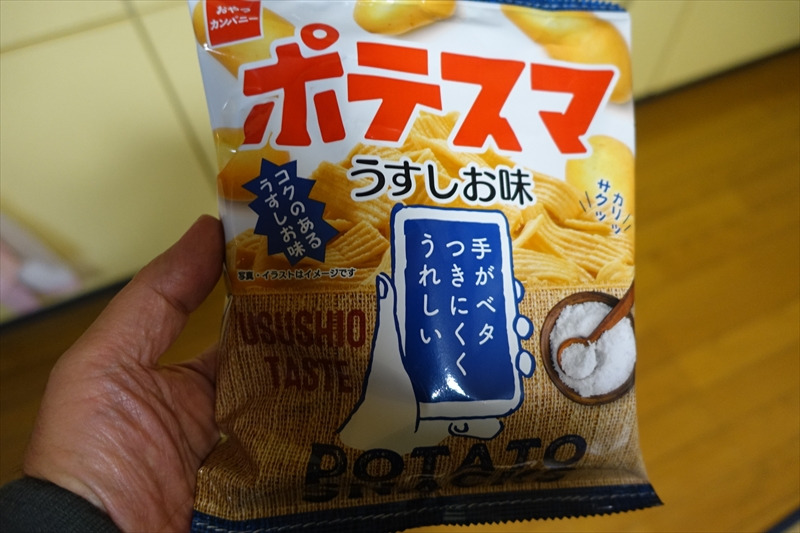 おやつ
カンパニー
ポテスマ
うすしお味
コクのある
うすしお味
カリッ
サクッ
写真・イラストはイメージです
手がベタ
つきにくく
うれしい
USUSHIO
TASTE
POTATO
SNACKS